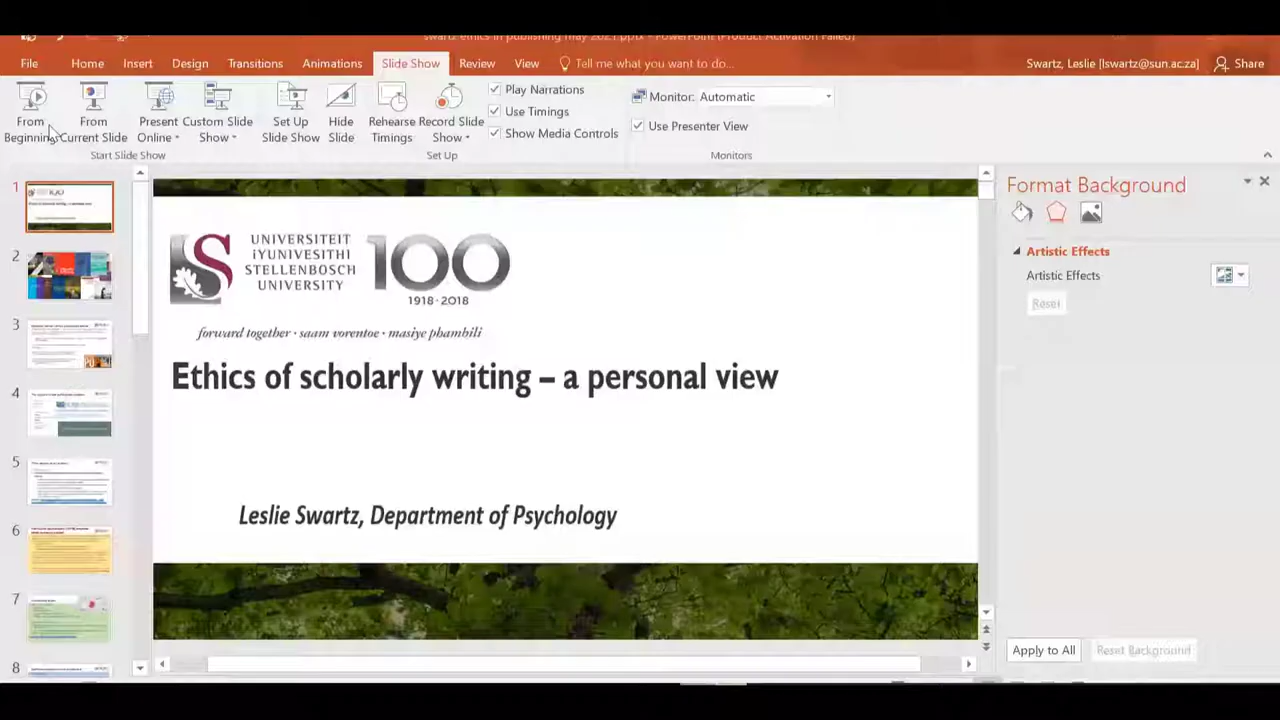 swartz ethics in publishing may 2021.pptx - PowerPoint (Product Activation Failed)
File Home Insert Design Transitions Animations Slide Show Review View Tell me what you want to do... Swartz, Leslie [lswartz@sun.ac.za] Share
From Beginning
From Current Slide
Present Online
Custom Slide Show
Set Up Slide Show
Hide Slide
Rehearse Timings
Record Slide Show
Play Narrations
Use Timings
Show Media Controls
Monitor: Automatic
Use Presenter View
Start Slide Show
Set Up
Monitors
1
2
3
4
5
6
7
8
UNIVERSITEIT
iYUNIVESITHI
STELLENBOSCH
UNIVERSITY
100
1918·2018
forward together · saam vorentoe · masiye phambili
Ethics of scholarly writing – a personal view
Leslie Swartz, Department of Psychology
Format Background
Artistic Effects
Artistic Effects
Reset
Apply to All
Reset Background